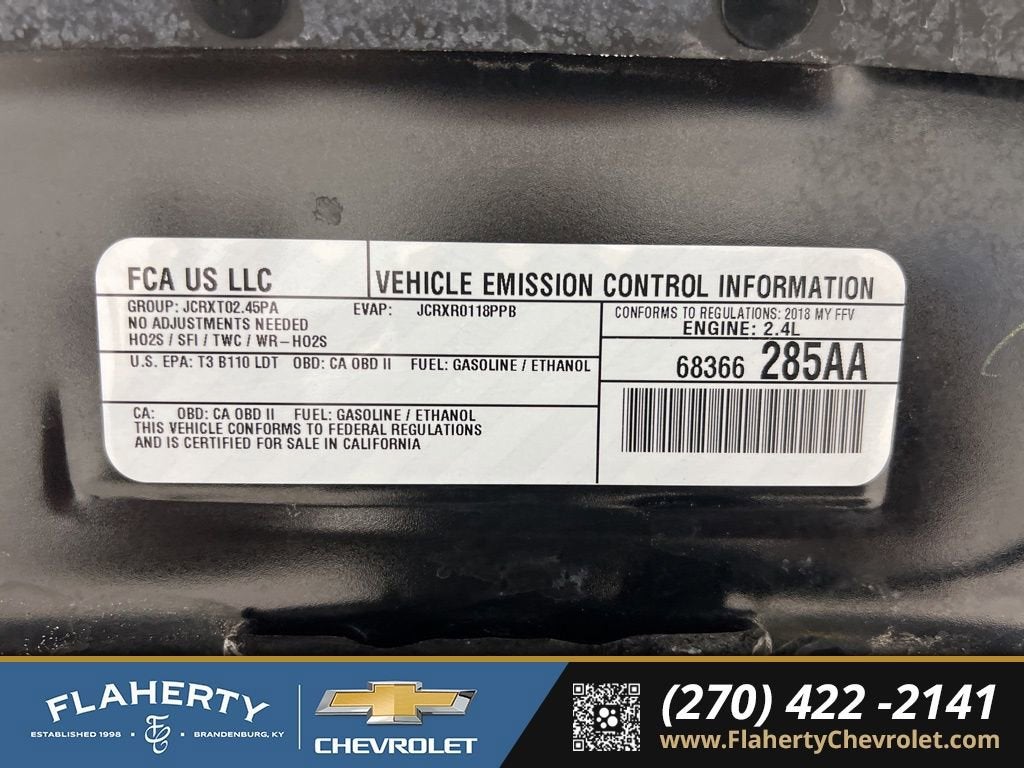 FCA US LLC
VEHICLE EMISSION CONTROL INFORMATION
GROUP: JCRXT02.45PA EVAP: JCRXR0118PPB
NO ADJUSTMENTS NEEDED
HO2S / SFI / TWC / WR-HO2S
CONFORMS TO REGULATIONS: 2018 MY FFV
ENGINE: 2.4L
U.S. EPA: T3 B110 LDT OBD: CA OBD II FUEL: GASOLINE / ETHANOL
68366 285AA
CA: OBD: CA OBD II FUEL: GASOLINE / ETHANOL
THIS VEHICLE CONFORMS TO FEDERAL REGULATIONS
AND IS CERTIFIED FOR SALE IN CALIFORNIA
FLAHERTY
ESTABLISHED 1998 • BRANDENBURG, KY
CHEVROLET
(270) 422 -2141
www.FlahertyChevrolet.com